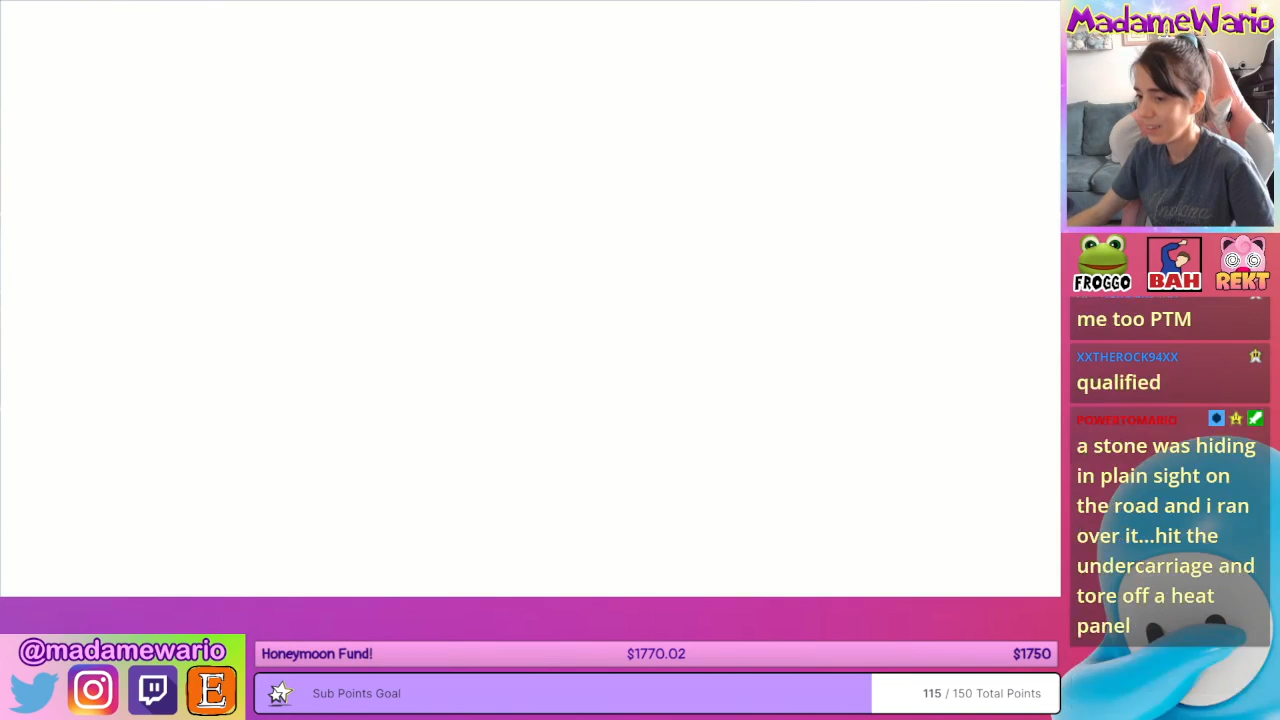 MadameWario
FROGGO
BAH
REKT
me too PTM
XXTHEROCK94XX
qualified
POWERTOMARIO
a stone was hiding
in plain sight on
the road and i ran
over it...hit the
undercarriage and
tore off a heat
panel
Indiana
@madamewario
E
Honeymoon Fund! $1770.02 $1750
Sub Points Goal 115 / 150 Total Points